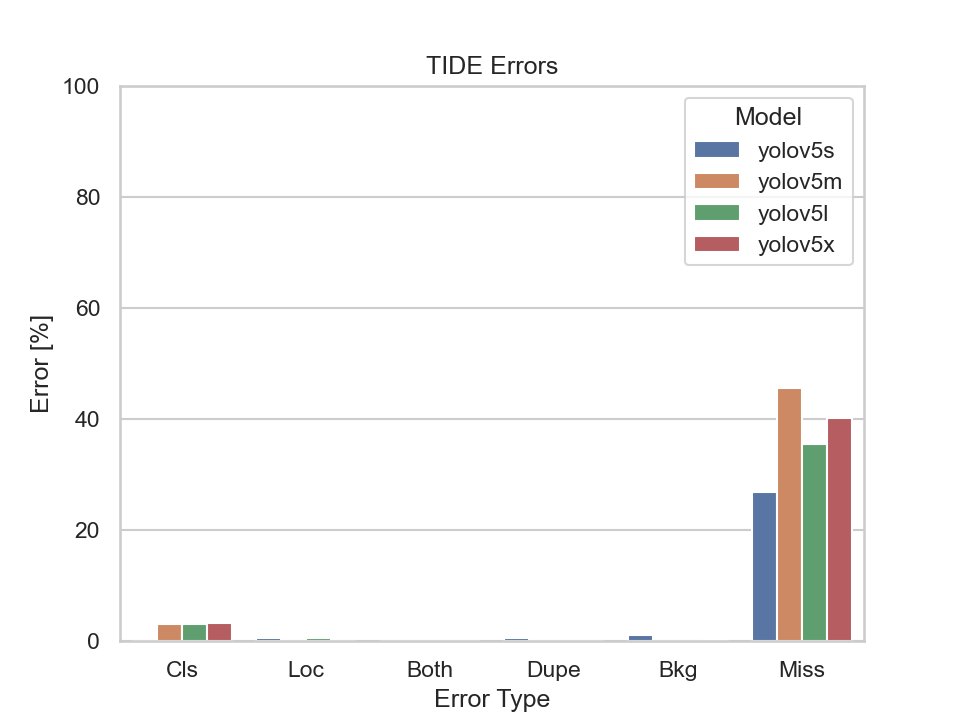 TIDE Errors
100
80
60
40
20
0
Error [%]
Model
yolov5s
yolov5m
yolov5l
yolov5x
Cls Loc Both Dupe Bkg Miss
Error Type